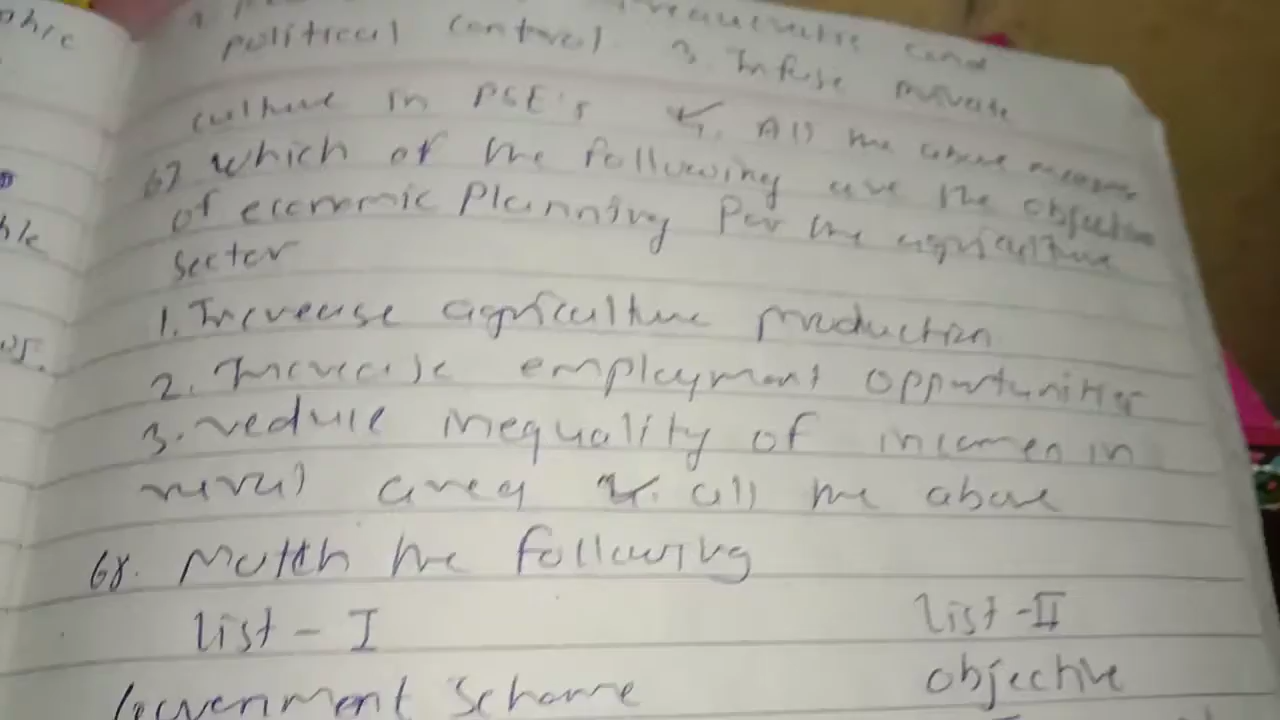 political control 3. Infuse private
culture in PSE's 4. All the above
67 which of the following are the objective
of economic Planning Per the agriculture
sector
1. Increase agriculture production
2. Increase employment opportunities
3. reduce inequality of incomes in
rural area 4. all the above
68. Match the following
list - I list - II
Government Scheme objective